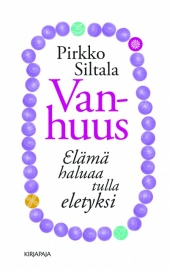 Pirkko
Siltala
Van-
huus
Elämä
haluaa
tulla
eletyksi
KIRJAPAJA